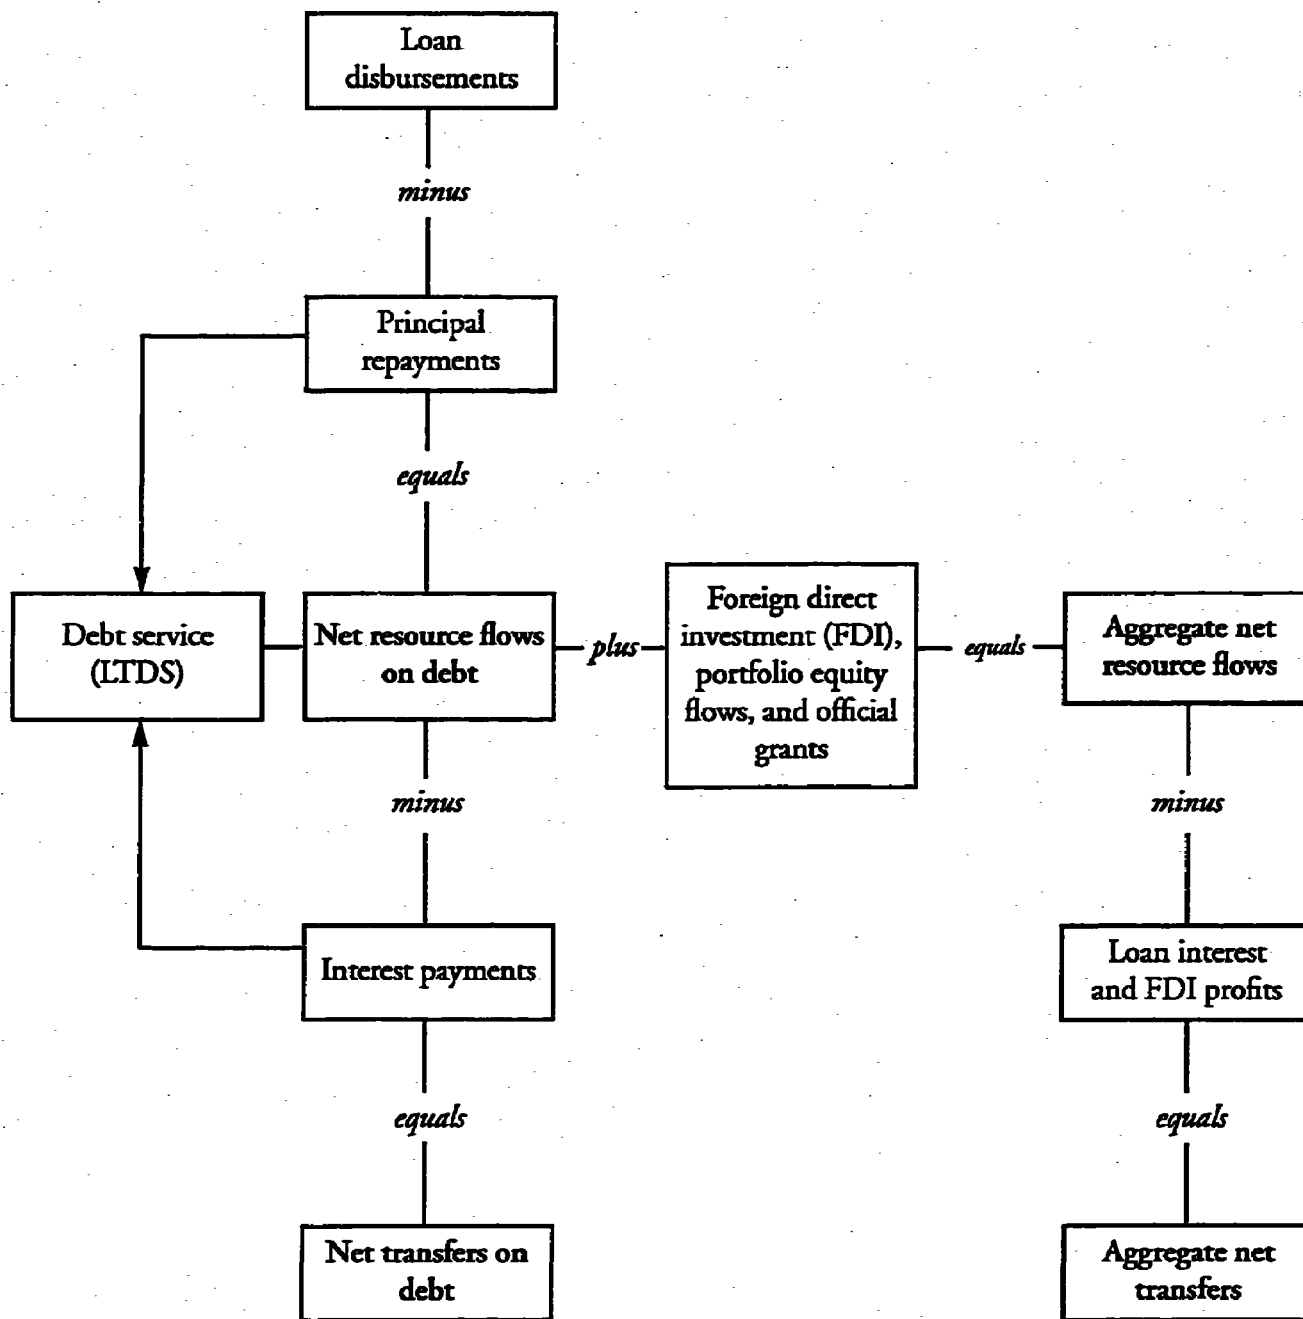 Loan
disbursements
minus
Principal
repayments
equals
Debt service
(LTDS)
Net resource flows
on debt
plus
Foreign direct
investment (FDI),
portfolio equity
flows, and official
grants
equals
Aggregate net
resource flows
minus
minus
Interest payments
Loan interest
and FDI profits
equals
equals
Net transfers on
debt
Aggregate net
transfers